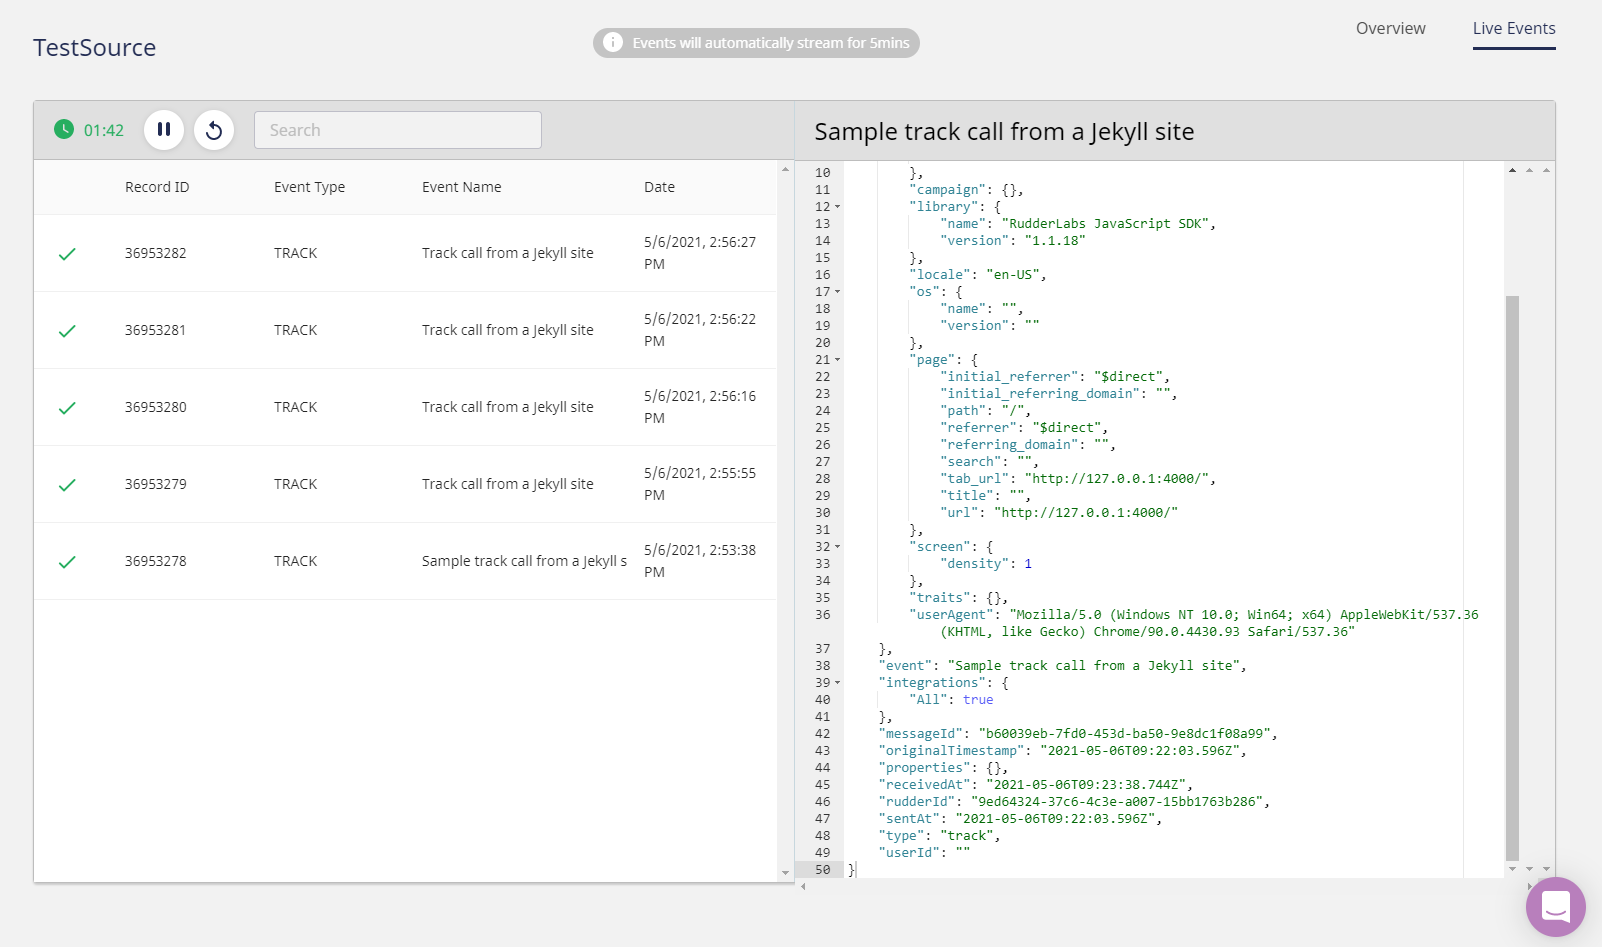 TestSource
Events will automatically stream for 5mins
Overview
Live Events
01:42
Search
Record ID
Event Type
Event Name
Date
36953282
TRACK
Track call from a Jekyll site
5/6/2021, 2:56:27
PM
36953281
TRACK
Track call from a Jekyll site
5/6/2021, 2:56:22
PM
36953280
TRACK
Track call from a Jekyll site
5/6/2021, 2:56:16
PM
36953279
TRACK
Track call from a Jekyll site
5/6/2021, 2:55:55
PM
36953278
TRACK
Sample track call from a Jekyll s
5/6/2021, 2:53:38
PM
Sample track call from a Jekyll site
10 },
11 "campaign": {},
12 "library": {
13 "name": "RudderLabs JavaScript SDK",
14 "version": "1.1.18"
15 },
16 "locale": "en-US",
17 "os": {
18 "name": "",
19 "version": ""
20 },
21 "page": {
22 "initial_referrer": "$direct",
23 "initial_referring_domain": "",
24 "path": "/",
25 "referrer": "$direct",
26 "referring_domain": "",
27 "search": "",
28 "tab_url": "http://127.0.0.1:4000/",
29 "title": "",
30 "url": "http://127.0.0.1:4000/"
31 },
32 "screen": {
33 "density": 1
34 },
35 "traits": {},
36 "userAgent": "Mozilla/5.0 (Windows NT 10.0; Win64; x64) AppleWebKit/537.36
(KHTML, like Gecko) Chrome/90.0.4430.93 Safari/537.36"
37 },
38 "event": "Sample track call from a Jekyll site",
39 "integrations": {
40 "All": true
41 },
42 "messageId": "b60039eb-7fd0-453d-ba50-9e8dc1f08a99",
43 "originalTimestamp": "2021-05-06T09:22:03.596Z",
44 "properties": {},
45 "receivedAt": "2021-05-06T09:23:38.744Z",
46 "rudderId": "9ed64324-37c6-4c3e-a007-15bb1763b286",
47 "sentAt": "2021-05-06T09:22:03.596Z",
48 "type": "track",
49 "userId": ""
50 }